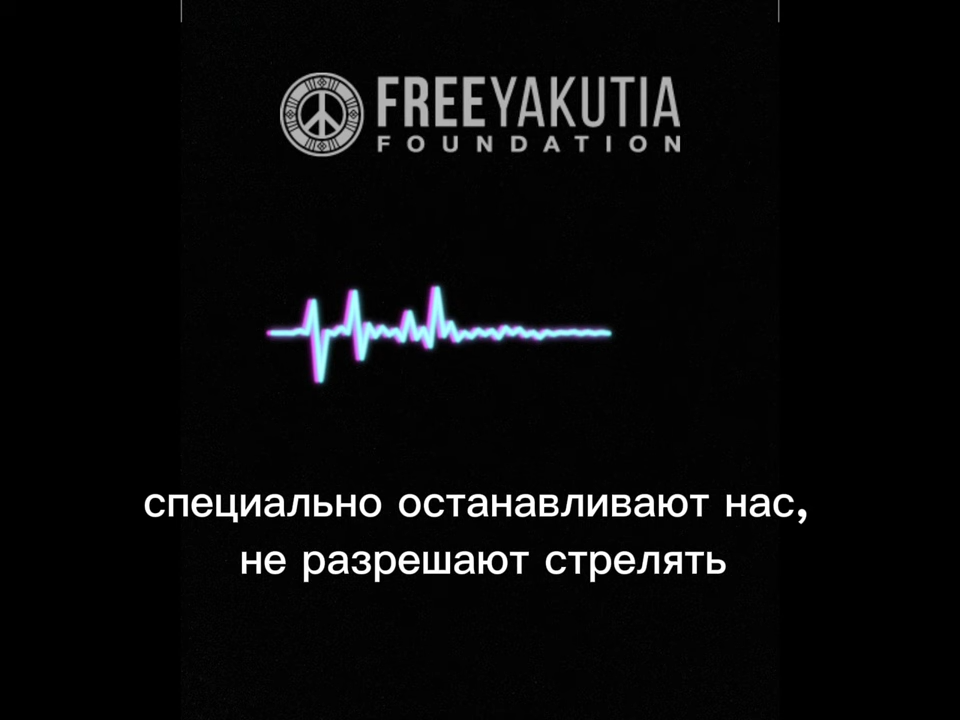 FREEYAKUTIA
FOUNDATION
специально останавливают нас,
не разрешают стрелять